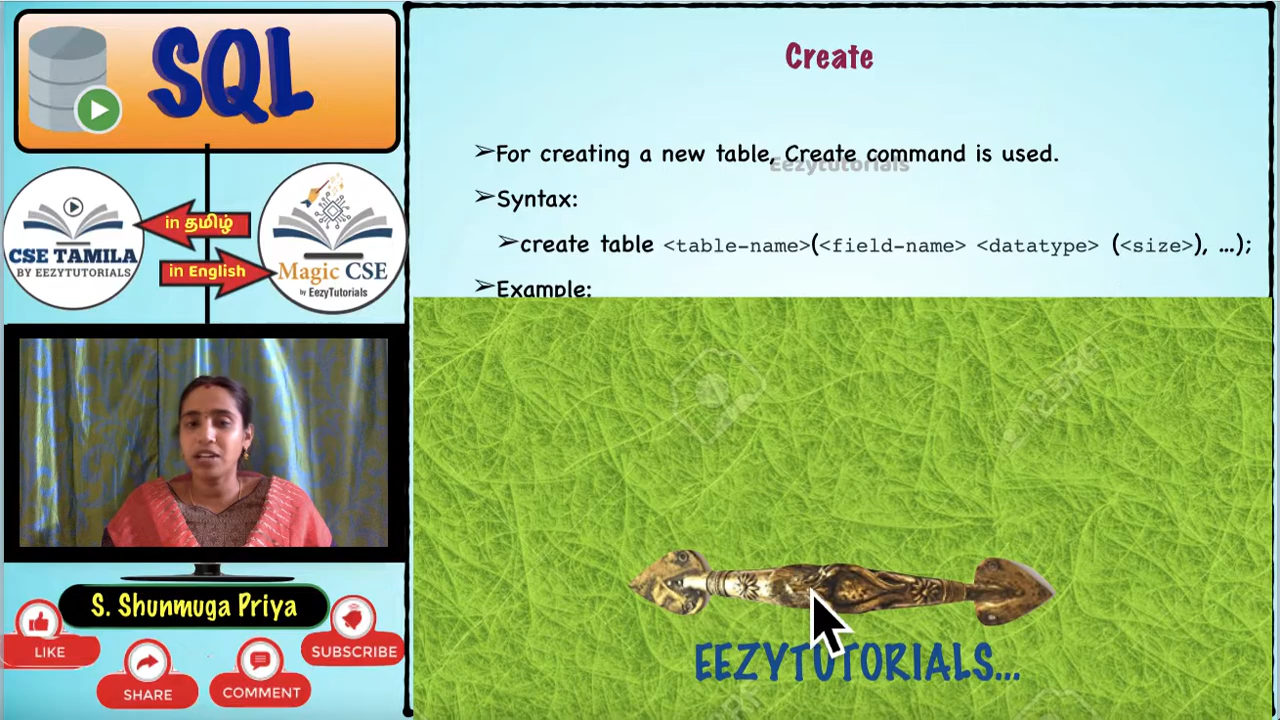 SQL
in தமிழ்
CSE TAMILA
BY EEZYTUTORIALS
in English
Magic CSE
by EezyTutorials
S. Shunmuga Priya
LIKE
SHARE
COMMENT
SUBSCRIBE
Create
➢For creating a new table, Create command is used.
Eezytutorials
➢Syntax:
➢create table <table-name>(<field-name> <datatype> (<size>), ...);
➢Example:
123RF
EEZYTUTORIALS...